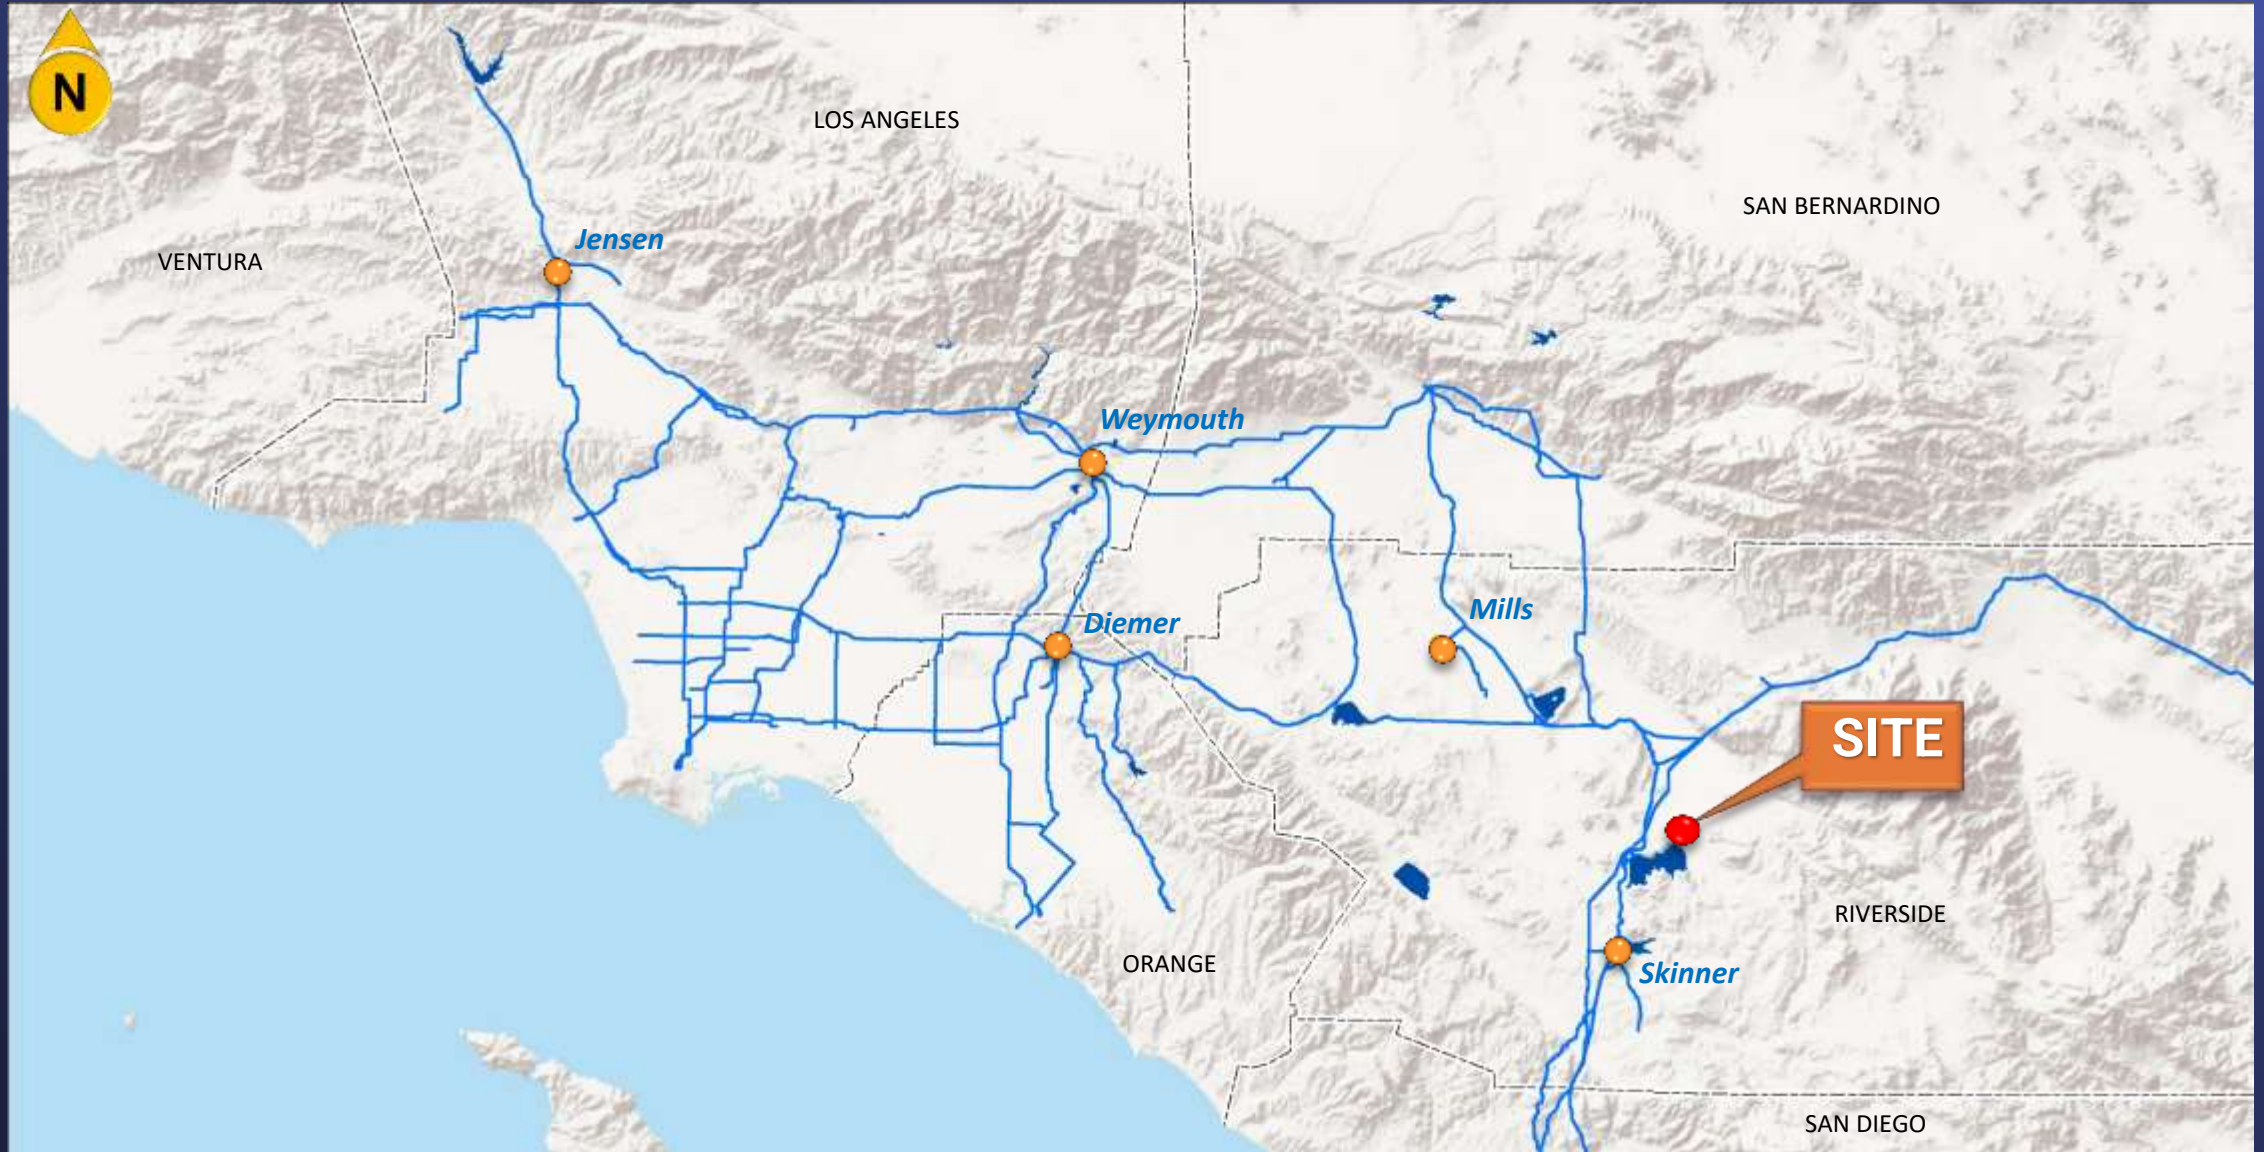 N
LOS ANGELES
SAN BERNARDINO
Jensen
VENTURA
Weymouth
Mills
Diemer
SITE
RIVERSIDE
ORANGE
Skinner
SAN DIEGO